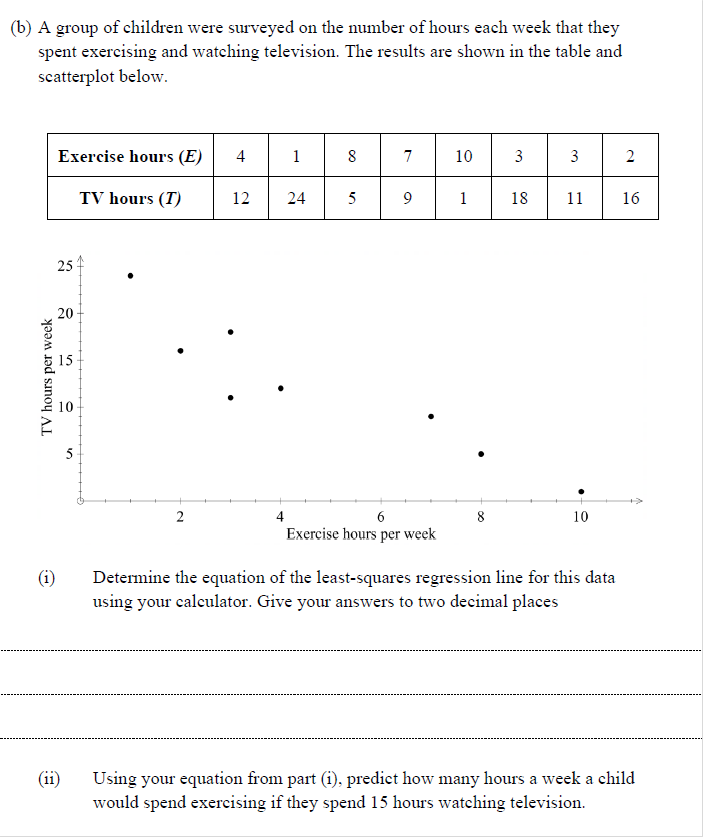 (b) A group of children were surveyed on the number of hours each week that they
spent exercising and watching television. The results are shown in the table and
scatterplot below.
Exercise hours (E) 4 1 8 7 10 3 3 2
TV hours (T) 12 24 5 9 1 18 11 16
25
20
15
10
5
TV hours per week
2 4 6 8 10
Exercise hours per week
(i) Determine the equation of the least-squares regression line for this data
using your calculator. Give your answers to two decimal places
(ii) Using your equation from part (i), predict how many hours a week a child
would spend exercising if they spend 15 hours watching television.